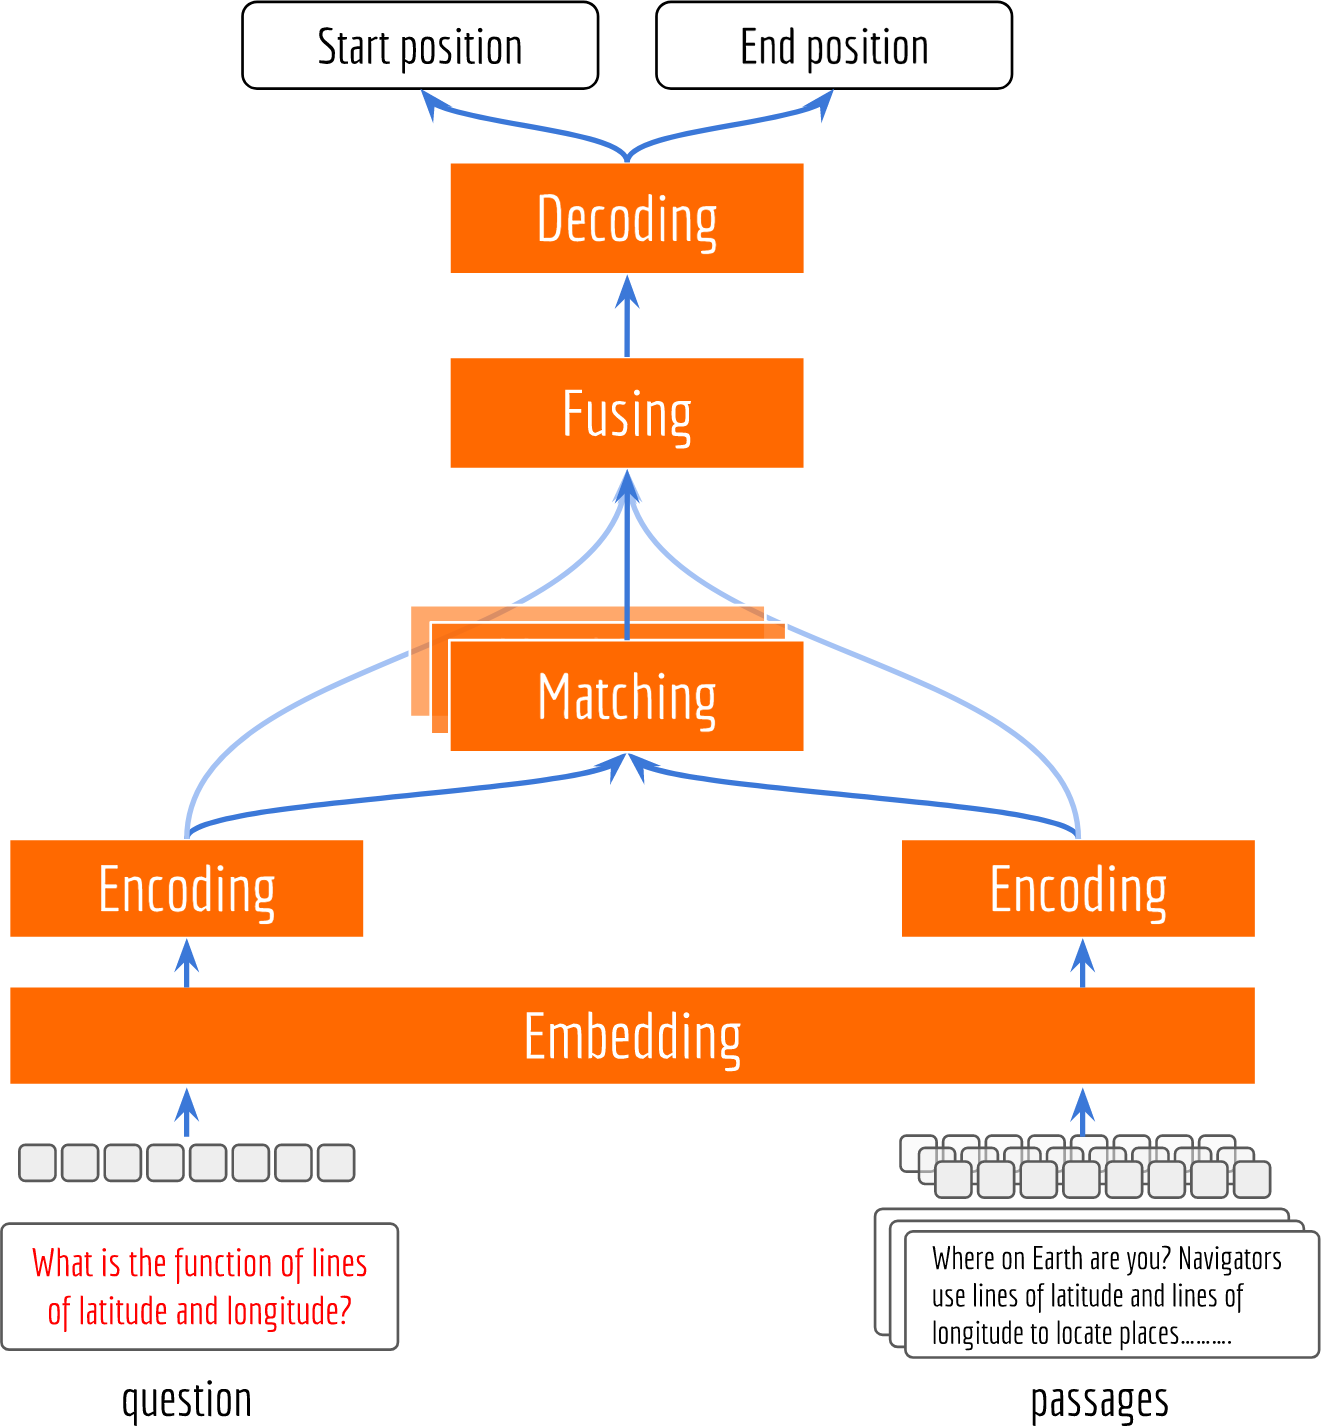 Start position
End position
Decoding
Fusing
Matching
Encoding
Encoding
Embedding
What is the function of lines
of latitude and longitude?
Where on Earth are you? Navigators
use lines of latitude and lines of
longitude to locate places..........
question
passages